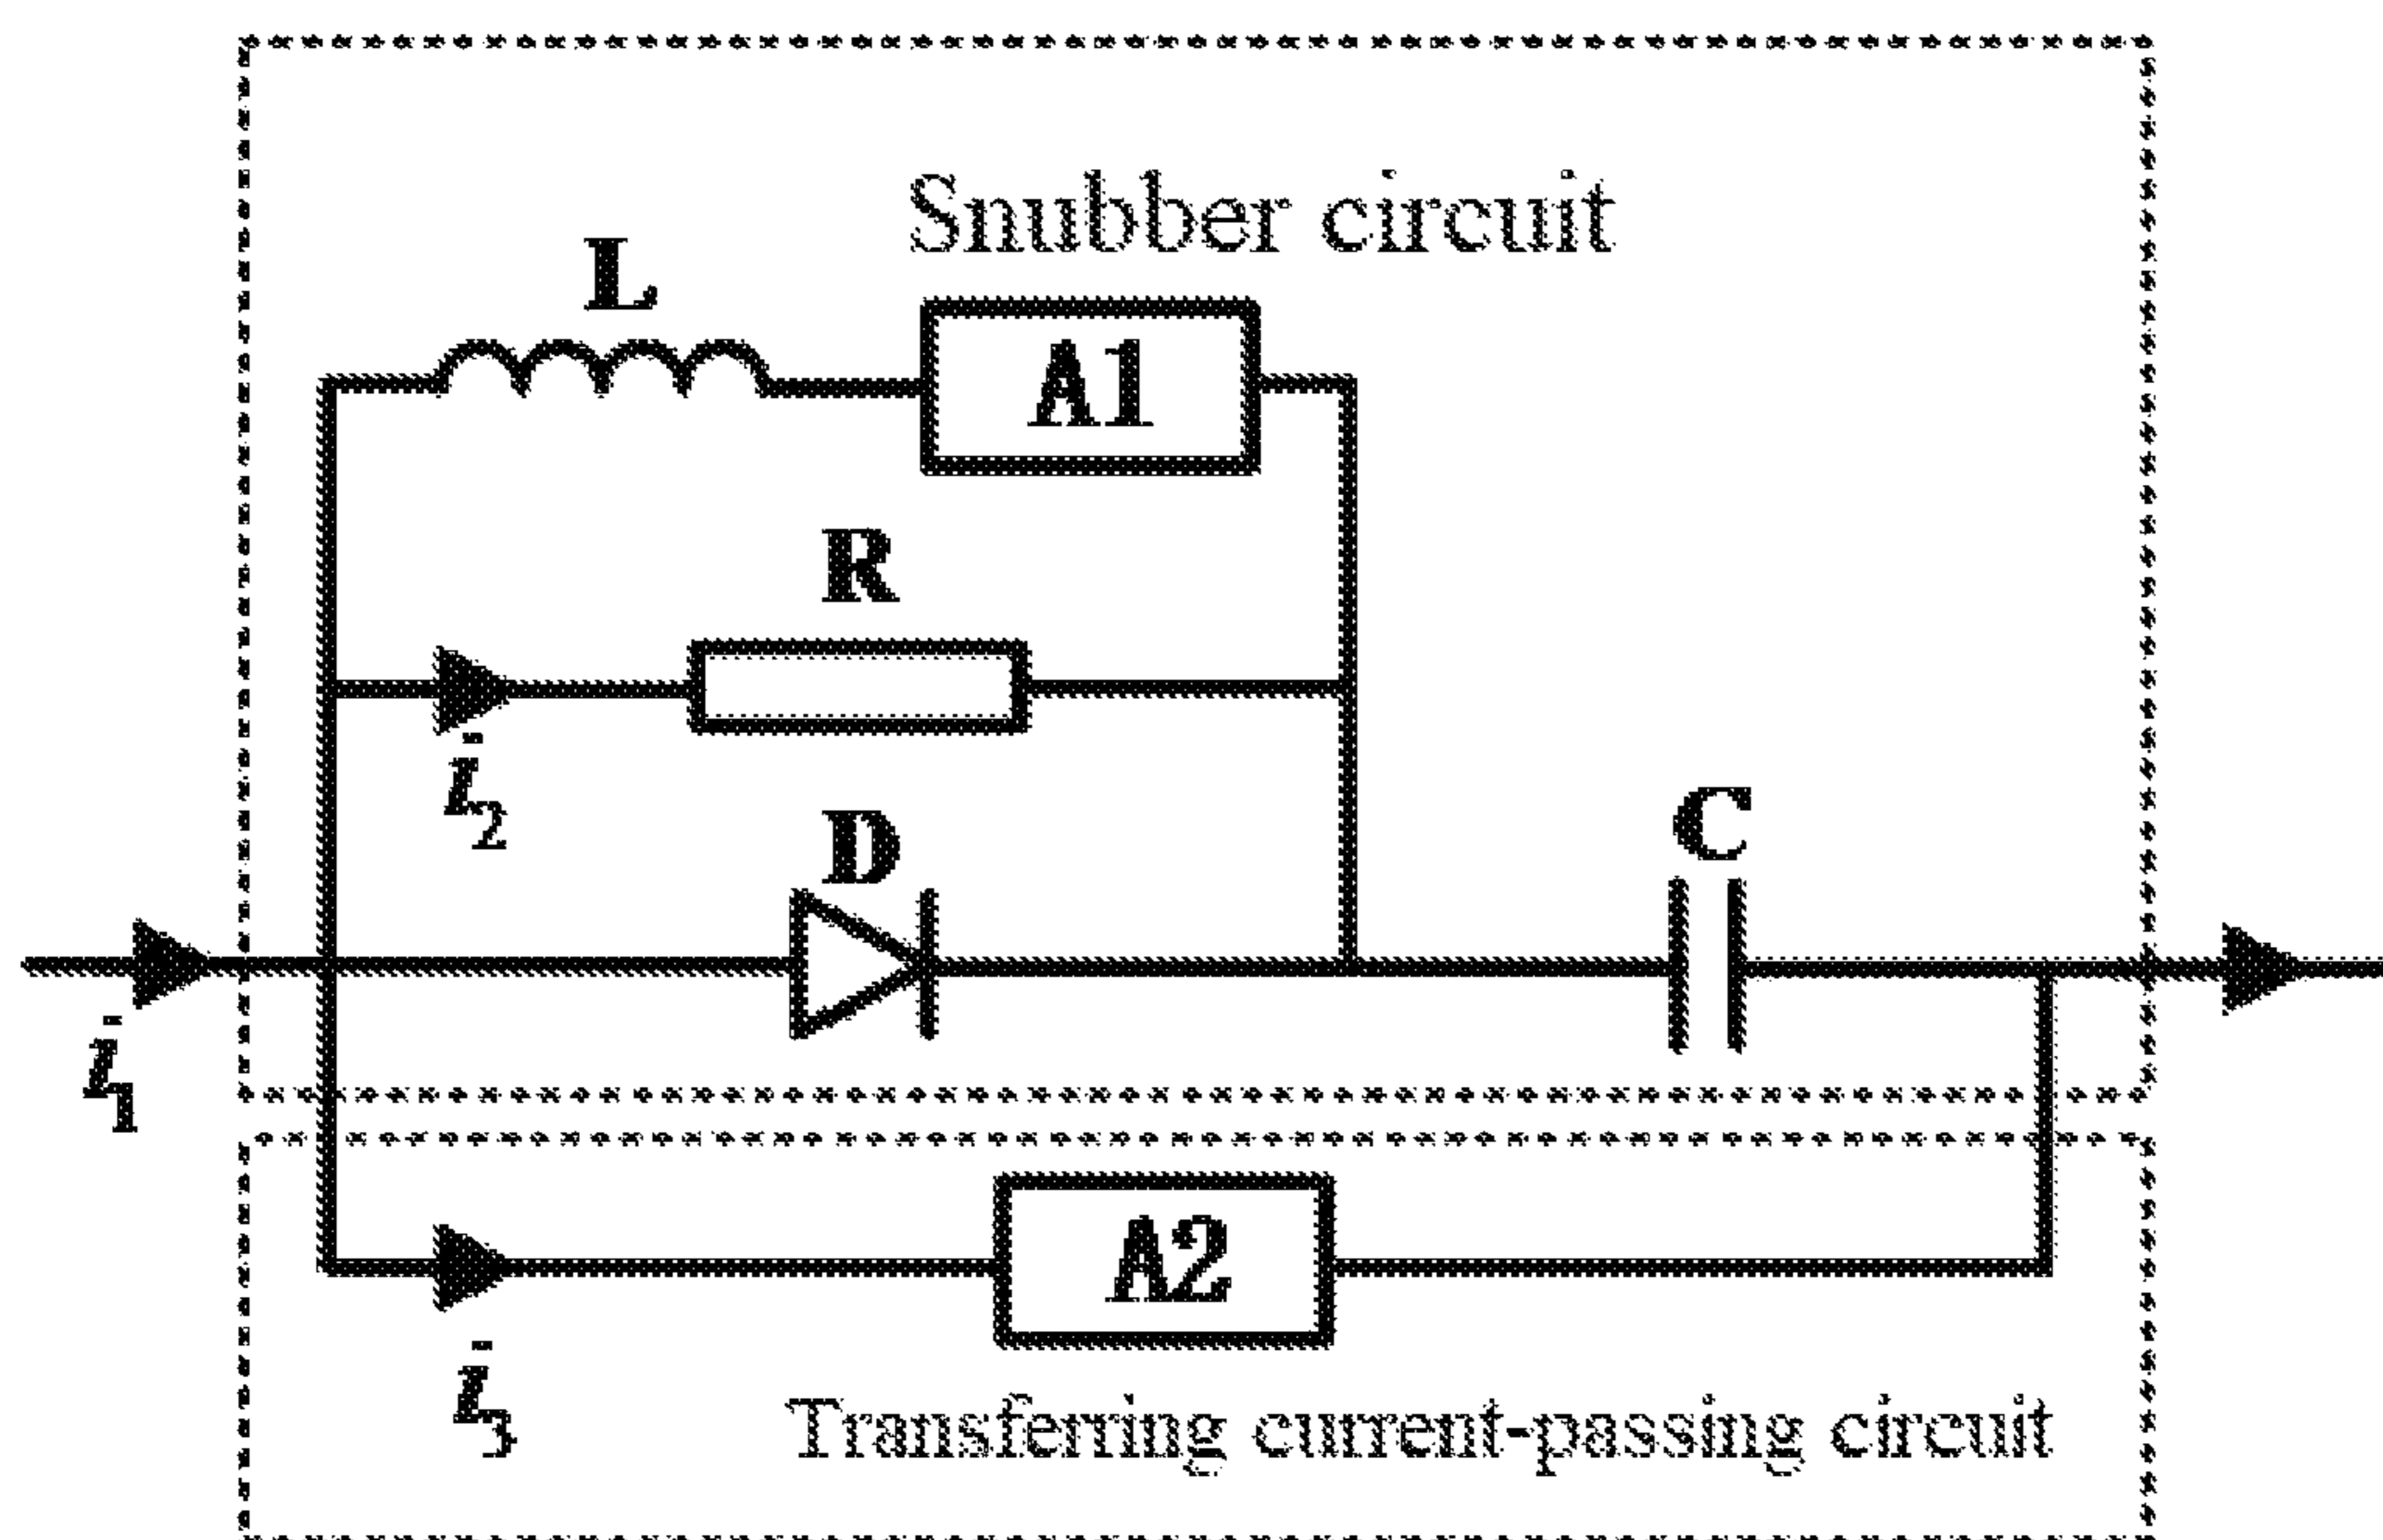 Snubber circuit
L
A1
R
i2
D
C
i1
A2
i3
Transferring current-passing circuit